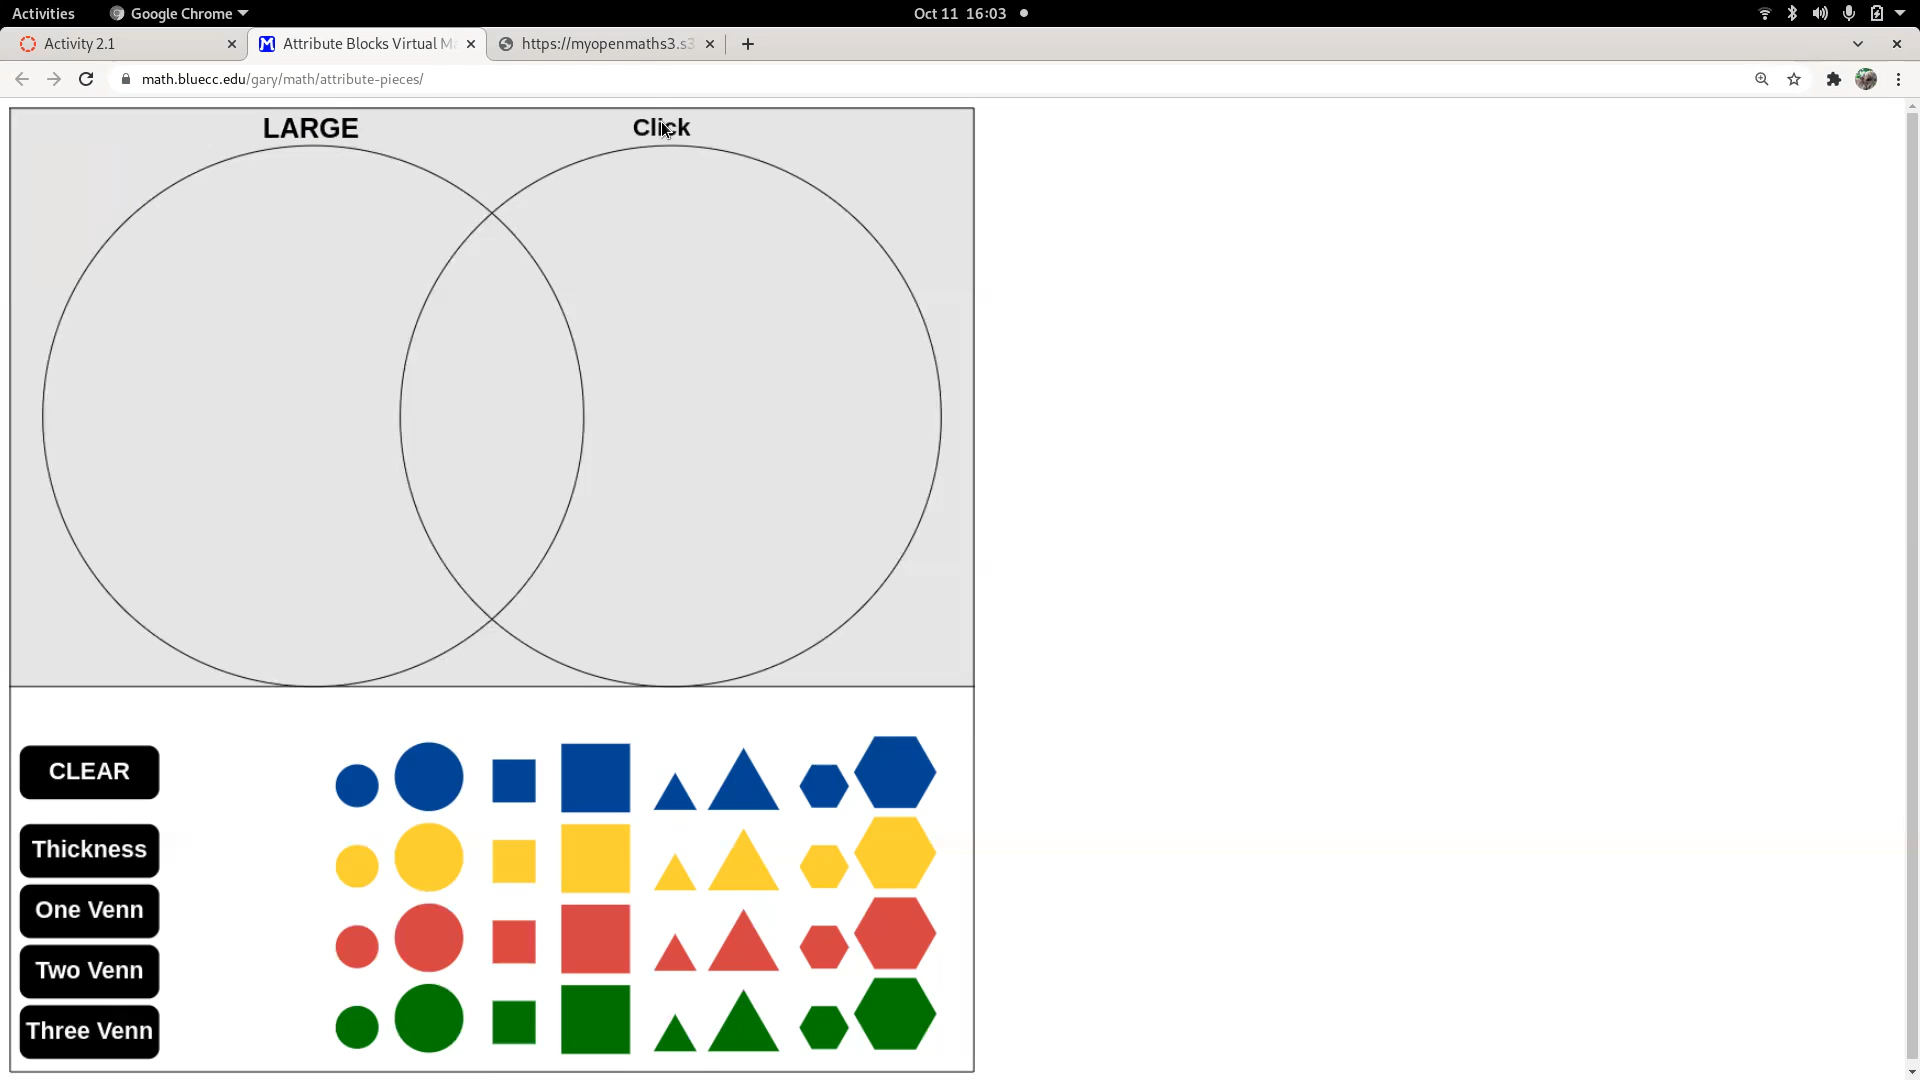 Activities
Google Chrome
Oct 11 16:03
Activity 2.1
Attribute Blocks Virtual M
https://myopenmaths3.s3
math.bluecc.edu/gary/math/attribute-pieces/
LARGE
Click
CLEAR
Thickness
One Venn
Two Venn
Three Venn